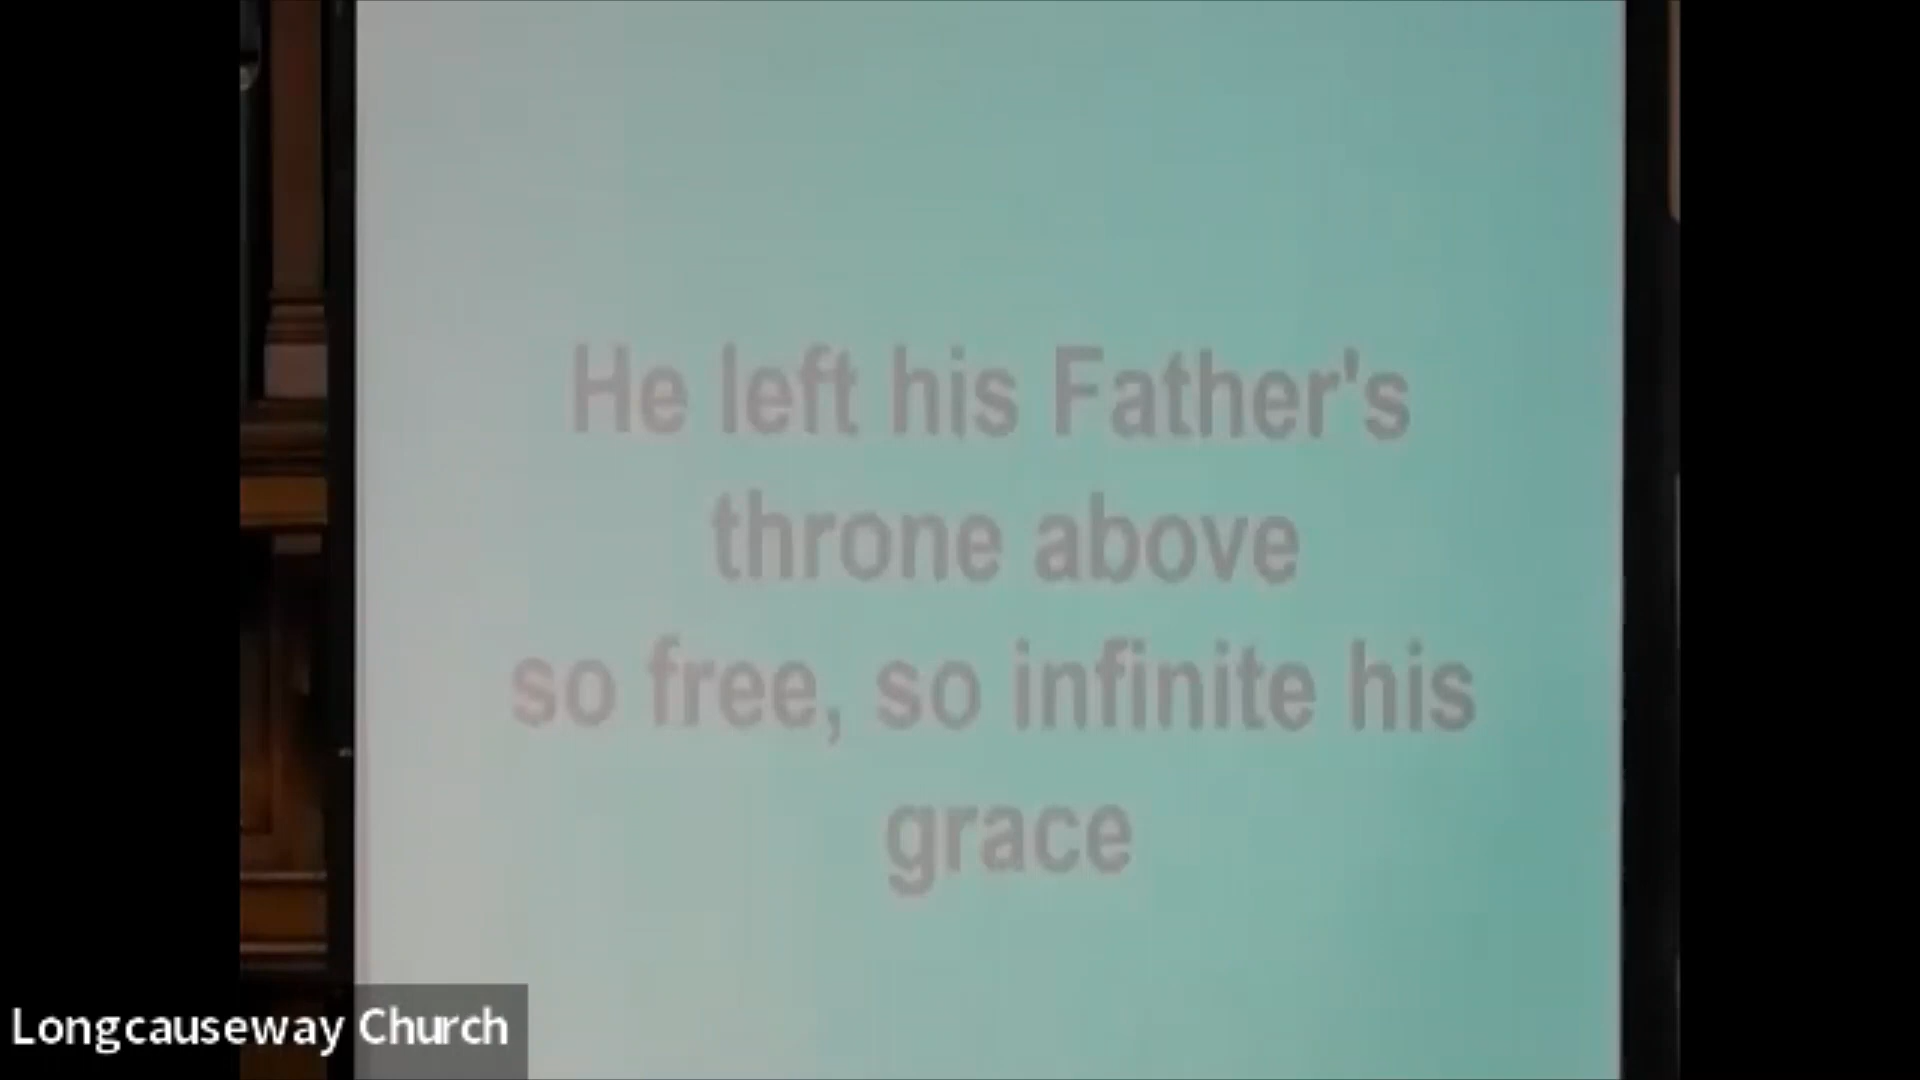 He left his Father's
throne above
so free, so infinite his
grace
Longcauseway Church